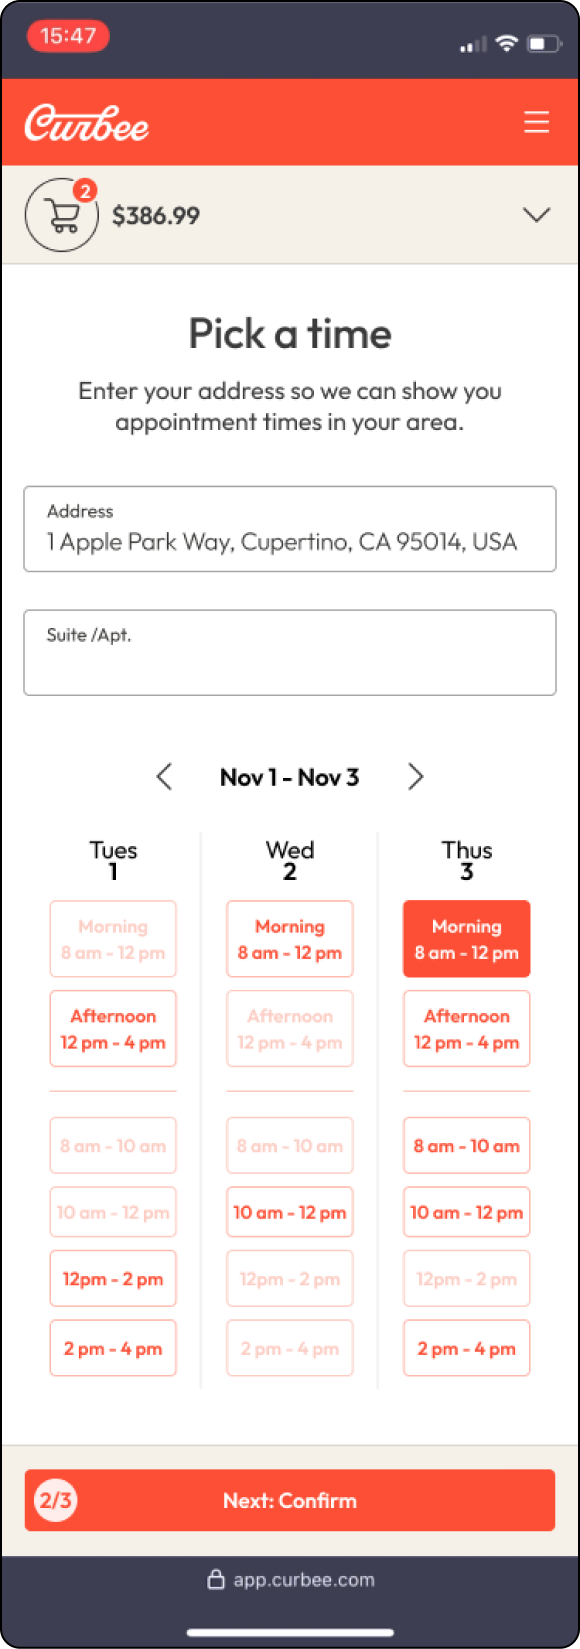 15:47
Curbee
2
$386.99
Pick a time
Enter your address so we can show you
appointment times in your area.
Address
1 Apple Park Way, Cupertino, CA 95014, USA
Suite /Apt.
Nov 1 - Nov 3
Tues
1
Morning
8 am - 12 pm
Afternoon
12 pm - 4 pm
8 am - 10 am
10 am - 12 pm
12pm - 2 pm
2 pm - 4 pm
Wed
2
Morning
8 am - 12 pm
Afternoon
12 pm - 4 pm
8 am - 10 am
10 am - 12 pm
12pm - 2 pm
2 pm - 4 pm
Thus
3
Morning
8 am - 12 pm
Afternoon
12 pm - 4 pm
8 am - 10 am
10 am - 12 pm
12pm - 2 pm
2 pm - 4 pm
2/3
Next: Confirm
app.curbee.com